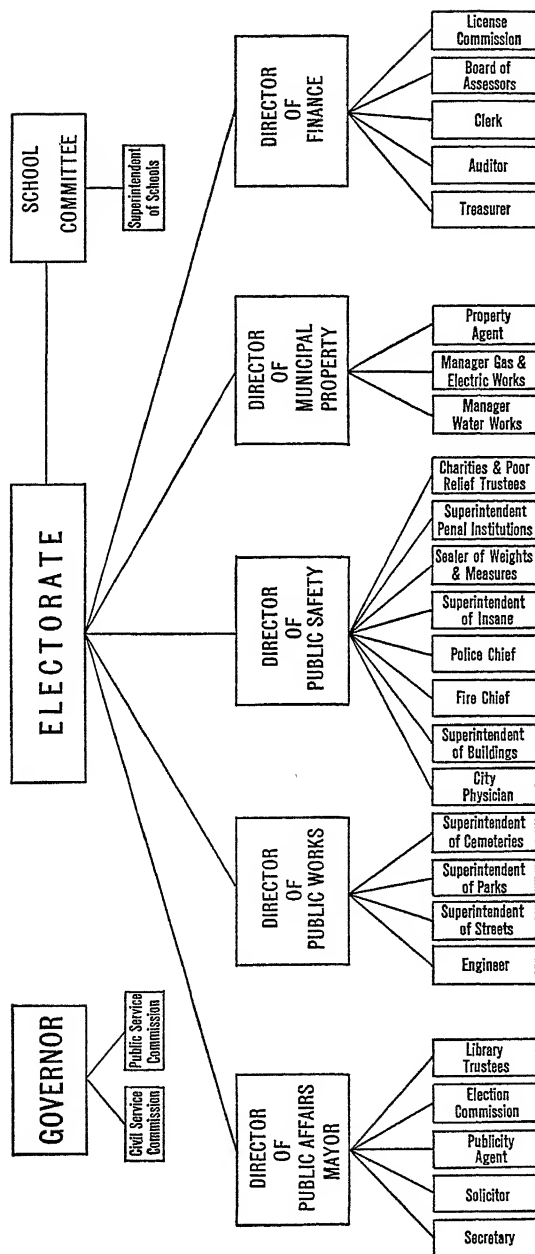 GOVERNOR
Civil Service
Commission
Public Service
Commission
ELECTORATE
SCHOOL
COMMITTEE
Superintendent
of Schools
DIRECTOR
OF
PUBLIC AFFAIRS
MAYOR
DIRECTOR
OF
PUBLIC WORKS
DIRECTOR
OF
PUBLIC SAFETY
DIRECTOR
OF
MUNICIPAL
PROPERTY
DIRECTOR
OF
FINANCE
Secretary
Solicitor
Publicity
Agent
Election
Commission
Library
Trustees
Engineer
Superintendent
of Streets
Superintendent
of Parks
Superintendent
of Cemeteries
City
Physician
Superintendent
of Buildings
Fire Chief
Police Chief
Superintendent
of Insane
Sealer of Weights
& Measures
Superintendent
Penal Institutions
Charities & Poor
Relief Trustees
Manager
Water Works
Manager Gas &
Electric Works
Property
Agent
Treasurer
Auditor
Clerk
Board of
Assessors
License
Commission